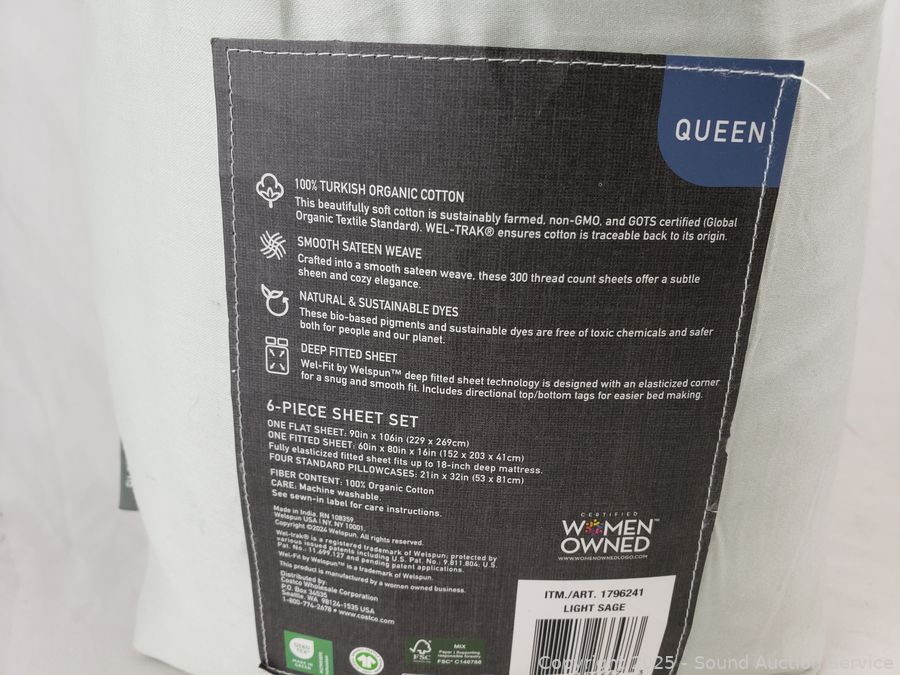 QUEEN
100% TURKISH ORGANIC COTTON
This beautifully soft cotton is sustainably farmed, non-GMO, and GOTS certified (Global
Organic Textile Standard). WEL-TRAK® ensures cotton is traceable back to its origin.
SMOOTH SATEEN WEAVE
Crafted into a smooth sateen weave, these 300 thread count sheets offer a subtle
sheen and cozy elegance.
NATURAL & SUSTAINABLE DYES
These bio-based pigments and sustainable dyes are free of toxic chemicals and safer
both for people and our planet.
DEEP FITTED SHEET
Wel-Fit by Welspun™ deep fitted sheet technology is designed with an elasticized corner
for a snug and smooth fit. Includes directional top/bottom tags for easier bed making.
6-PIECE SHEET SET
ONE FLAT SHEET: 90in x 106in (229 x 269cm)
ONE FITTED SHEET: 60in x 80in x 16in (152 x 203 x 41cm)
Fully elasticized fitted sheet fits up to 18-inch deep mattress.
FOUR STANDARD PILLOWCASES: 21in x 32in (53 x 81cm)
FIBER CONTENT: 100% Organic Cotton
CARE: Machine washable.
See sewn-in label for care instructions.
Made in India. RN 108359.
Welspun USA | NY, NY 10001.
Copyright ©2024 Welspun. All rights reserved.
Wel-trak® is a registered trademark of Welspun; protected by
various issued patents including U.S. Pat. No.: 9,811,804; U.S.
Pat. No.: 11,699,127 and pending patent applications.
Wel-Fit by Welspun™ is a trademark of Welspun.
This product is manufactured by a women owned business.
Distributed by:
Costco Wholesale Corporation
P.O. Box 34535
Seattle, WA 98124-1535 USA
1-800-774-2678 • www.costco.com
CERTIFIED
WOMEN™
OWNED
WWW.WOMENOWNEDLOGO.COM
ITM./ART. 1796241
LIGHT SAGE
OEKO
TEX®
MADE IN
GREEN
FSC
MIX
Paper | Supporting
responsible forestry
FSC® C146788
Copyright 2025 - Sound Auction Service